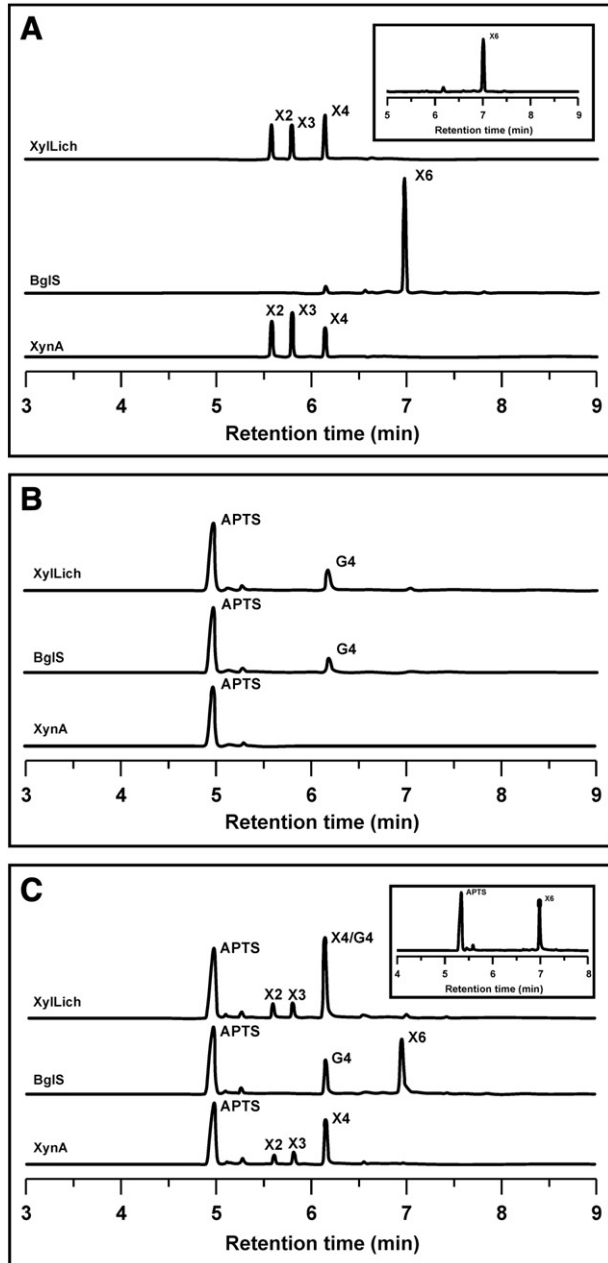 A
X6
5 6 7 8 9
Retention time (min)
X2 X3 X4
XylLich
X6
BglS
X2 X3 X4
XynA
3 4 5 6 7 8 9
Retention time (min)
B
APTS
G4
XylLich
APTS
G4
BglS
APTS
XynA
3 4 5 6 7 8 9
Retention time (min)
C
APTS X6
4 5 6 7 8
Retention time (min)
X4/G4
APTS
X2 X3
XylLich
APTS
X6
G4
BglS
APTS
X4
X2 X3
XynA
3 4 5 6 7 8 9
Retention time (min)